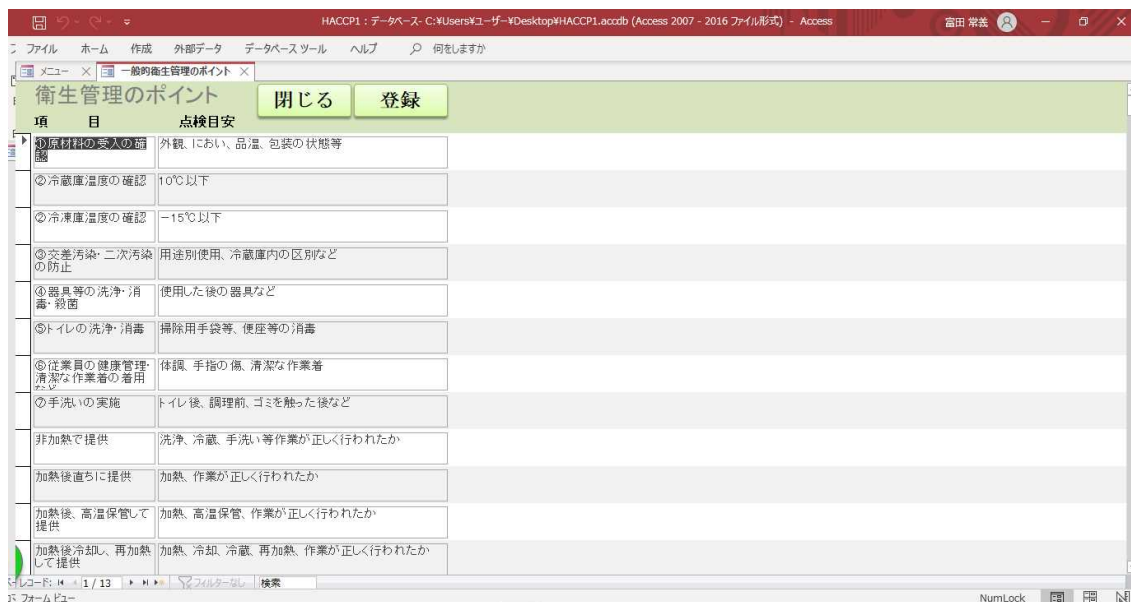 HACCP1 : データベース- C:¥Users¥ユーザー¥Desktop¥HACCP1.accdb (Access 2007 - 2016 ファイル形式) - Access 富田 常善
ファイル ホーム 作成 外部データ データベース ツール ヘルプ 何をしますか
メニュー 一般的衛生管理のポイント
衛生管理のポイント 閉じる 登録
項 目 点検目安
①原材料の受入の確 外観、におい、品温、包装の状態等
認
②冷蔵庫温度の確認 10℃以下
②冷凍庫温度の確認 －15℃以下
③交差汚染・二次汚染 用途別使用、冷蔵庫内の区別など
の防止
④器具等の洗浄・消 使用した後の器具など
毒・殺菌
⑤トイレの洗浄・消毒 掃除用手袋等、便座等の消毒
⑥従業員の健康管理・ 体調、手指の傷、清潔な作業着
清潔な作業着の着用
など
⑦手洗いの実施 トイレ後、調理前、ゴミを触った後など
非加熱で提供 洗浄、冷蔵、手洗い等作業が正しく行われたか
加熱後直ちに提供 加熱、作業が正しく行われたか
加熱後、高温保管して 加熱、高温保管、作業が正しく行われたか
提供
加熱後冷却し、再加熱 加熱、冷却、冷蔵、再加熱、作業が正しく行われたか
して提供
レコード: 1 / 13 フィルターなし 検索
フォーム ビュー NumLock